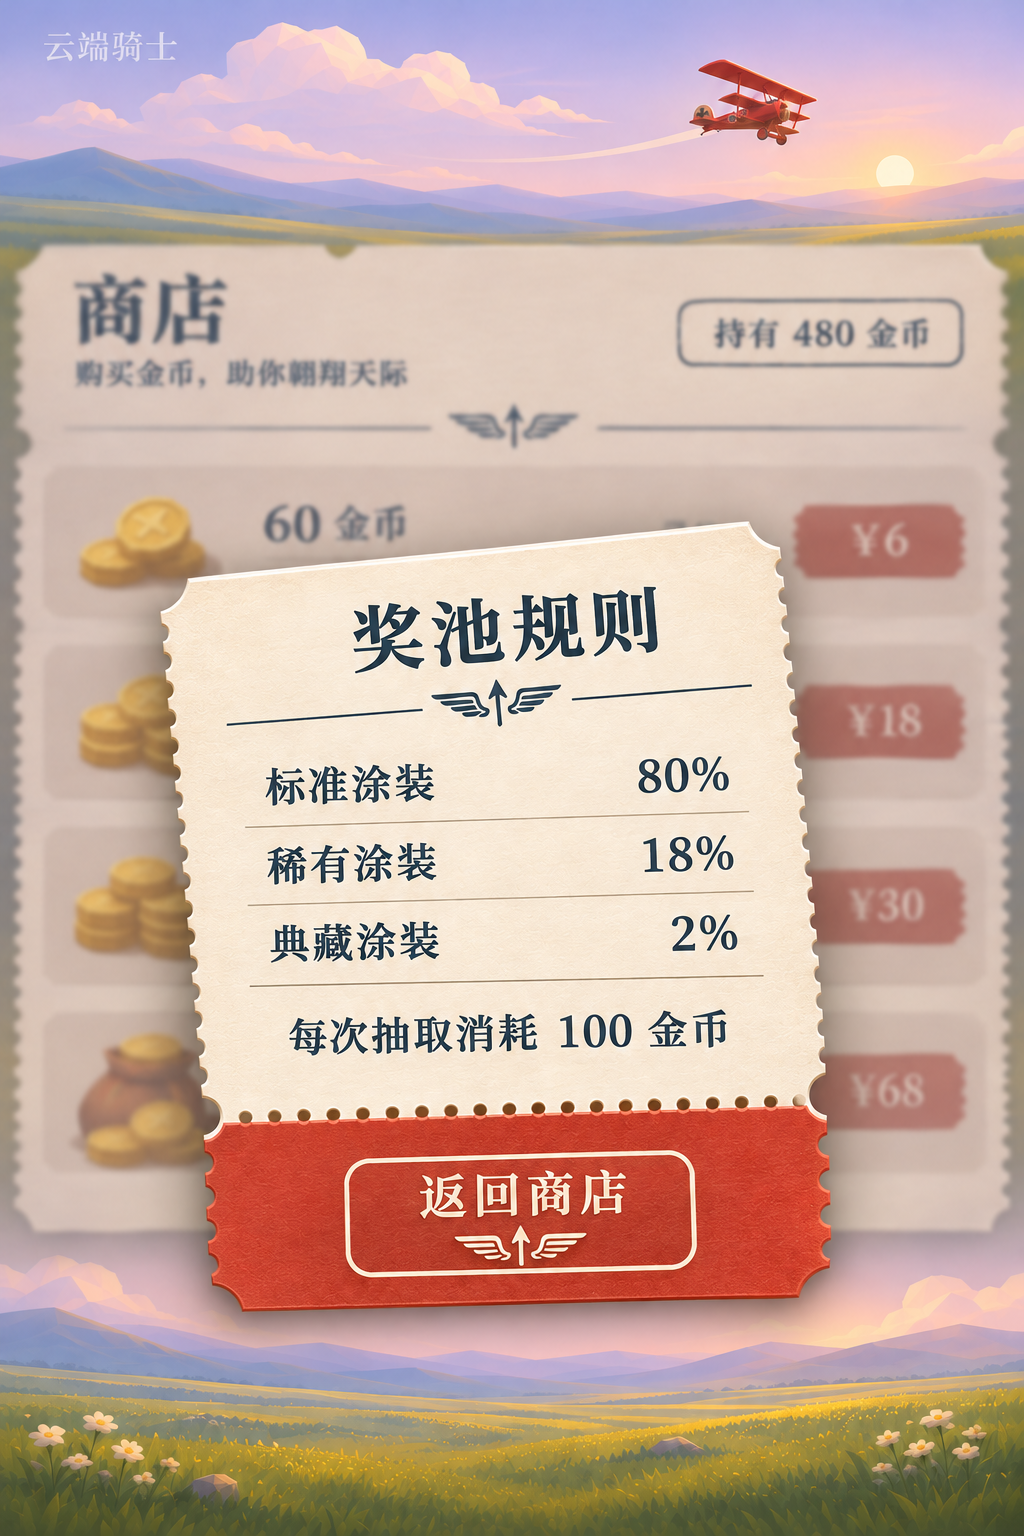 云端骑士
商店
购买金币，助你翱翔天际
持有 480 金币
60 金币
¥6
¥18
¥30
¥68
奖池规则
标准涂装 80%
稀有涂装 18%
典藏涂装 2%
每次抽取消耗 100 金币
返回商店